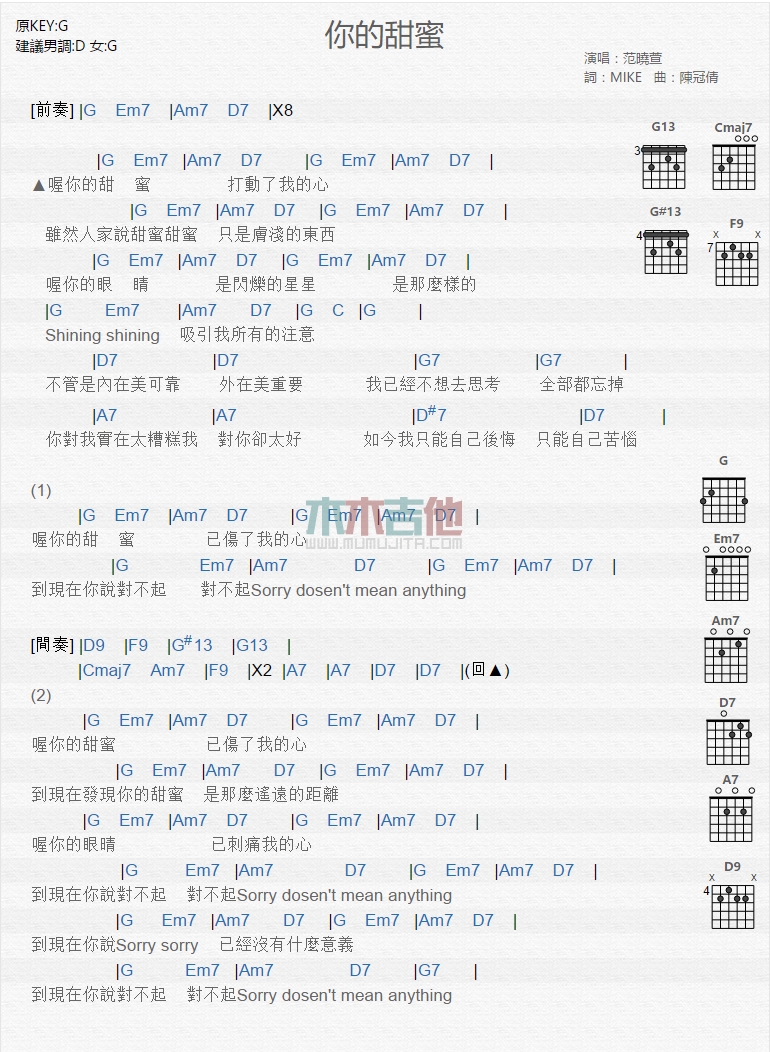 原KEY:G
建議男調:D 女:G
你的甜蜜
演唱：范曉萱
詞：MIKE 曲：陳冠倩
[前奏] |G Em7 |Am7 D7 |X8
|G Em7 |Am7 D7 |G Em7 |Am7 D7 |
▲喔你的甜 蜜 打動了我的心
|G Em7 |Am7 D7 |G Em7 |Am7 D7 |
雖然人家說甜蜜甜蜜 只是膚淺的東西
|G Em7 |Am7 D7 |G Em7 |Am7 D7 |
喔你的眼 睛 是閃爍的星星 是那麼樣的
|G Em7 |Am7 D7 |G C |G |
Shining shining 吸引我所有的注意
|D7 |D7 |G7 |G7 |
不管是內在美可靠 外在美重要 我已經不想去思考 全部都忘掉
|A7 |A7 |D#7 |D7 |
你對我實在太糟糕我 對你卻太好 如今我只能自己後悔 只能自己苦惱
(1)
|G Em7 |Am7 D7 |G Em7 |Am7 D7 |
喔你的甜 蜜 已傷了我的心
|G Em7 |Am7 D7 |G Em7 |Am7 D7 |
到現在你說對不起 對不起Sorry dosen't mean anything
[間奏] |D9 |F9 |G#13 |G13 |
|Cmaj7 Am7 |F9 |X2 |A7 |A7 |D7 |D7 |(回▲)
(2)
|G Em7 |Am7 D7 |G Em7 |Am7 D7 |
喔你的甜蜜 已傷了我的心
|G Em7 |Am7 D7 |G Em7 |Am7 D7 |
到現在發現你的甜蜜 是那麼遙遠的距離
|G Em7 |Am7 D7 |G Em7 |Am7 D7 |
喔你的眼睛 已刺痛我的心
|G Em7 |Am7 D7 |G Em7 |Am7 D7 |
到現在你說對不起 對不起Sorry dosen't mean anything
|G Em7 |Am7 D7 |G Em7 |Am7 D7 |
到現在你說Sorry sorry 已經沒有什麼意義
|G Em7 |Am7 D7 |G7 |
到現在你說對不起 對不起Sorry dosen't mean anything
G13 Cmaj7
3
G#13 F9
4
x x
7
G
Em7
Am7
D7
A7
D9
x x
4
木木吉他
WWW.MUMUJITA.COM